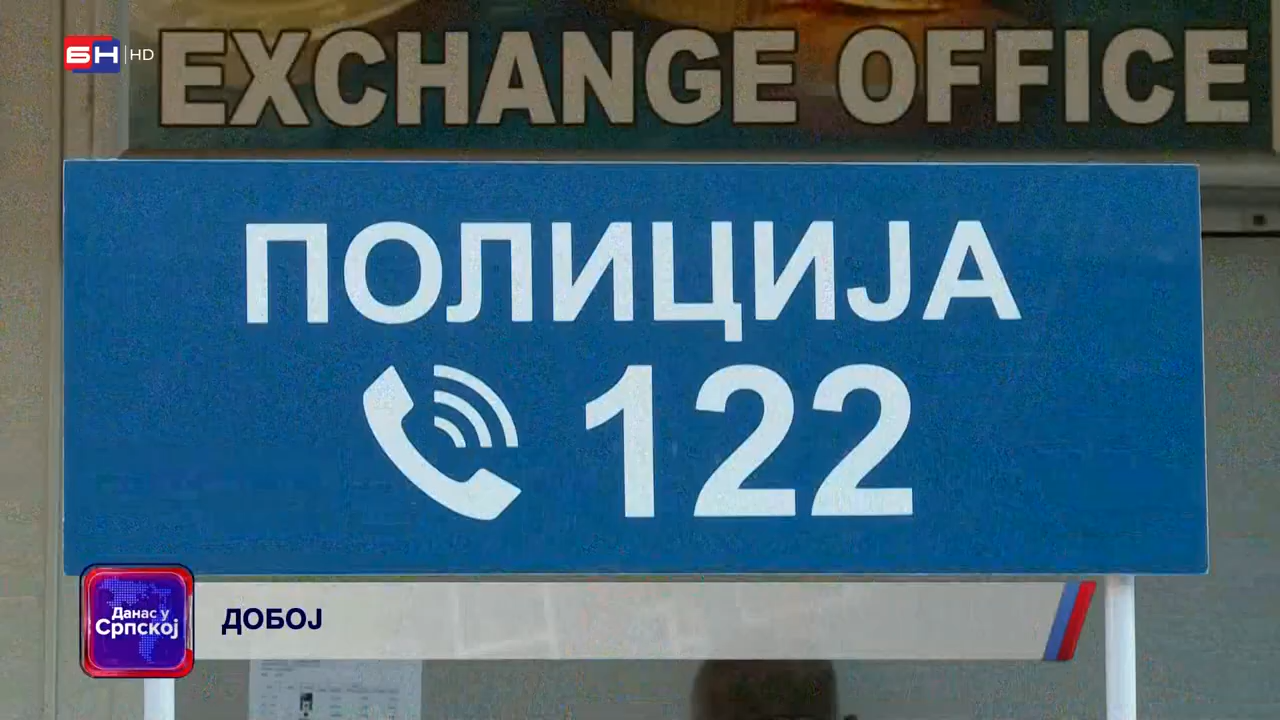 БН HD
EXCHANGE OFFICE
ПОЛИЦИЈА
122
Данас у
Српској
ДОБОЈ